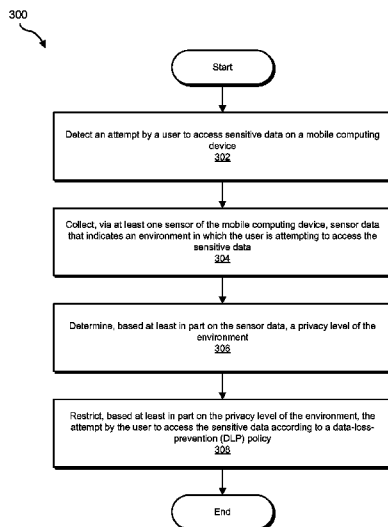 300
Start
Detect an attempt by a user to access sensitive data on a mobile computing
device
302
Collect, via at least one sensor of the mobile computing device, sensor data
that indicates an environment in which the user is attempting to access the
sensitive data
304
Determine, based at least in part on the sensor data, a privacy level of the
environment
306
Restrict, based at least in part on the privacy level of the environment, the
attempt by the user to access the sensitive data according to a data-loss-
prevention (DLP) policy
308
End